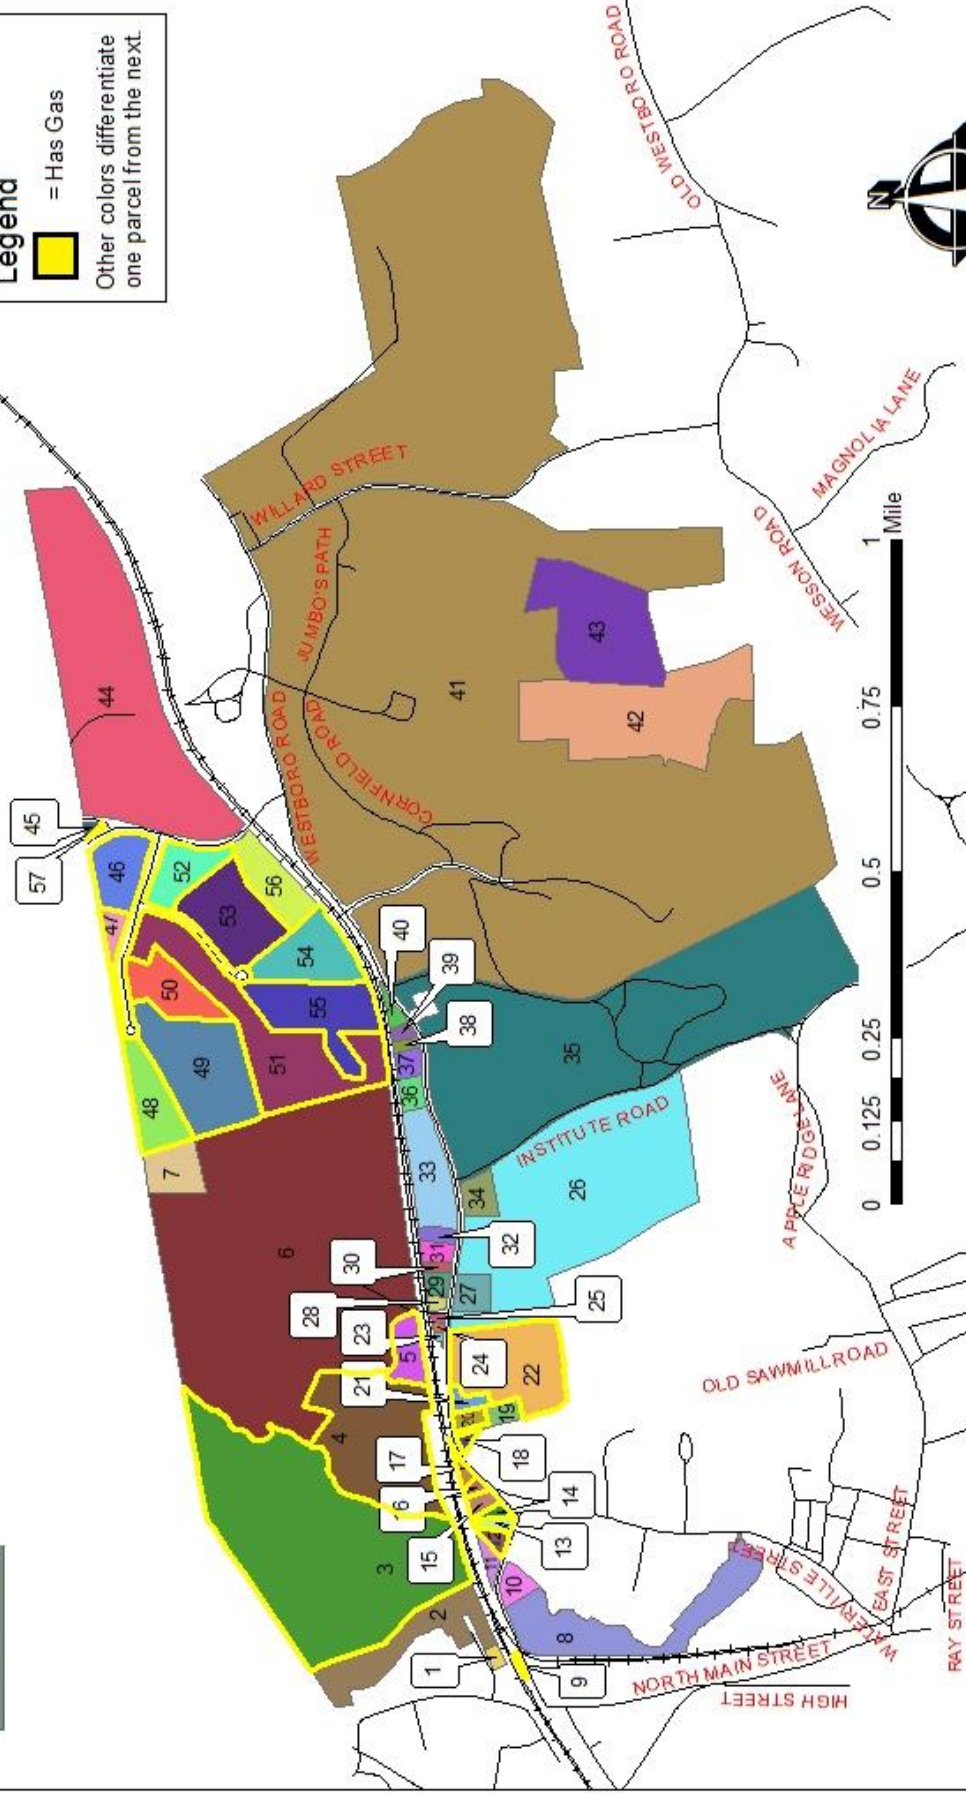 Legend
= Has Gas
Other colors differentiate
one parcel from the next.
N
OLD WESTBORO ROAD
MAGNOLIA LANE
WESSON ROAD
WILLARD STREET
JUMBO'S PATH
WESTBORO ROAD
CORNFIELD ROAD
INSTITUTE ROAD
APPLE RIDGE LANE
OLD SAWMILL ROAD
WATERVILLE STREET
EAST STREET
RAY STREET
NORTH MAIN STREET
HIGH STREET
0 0.125 0.25 0.5 0.75 1
Mile
44
45
57
46
47
52
53
56
54
50
55
49
51
48
7
6
43
42
41
40
39
38
37
36
35
33
34
26
32
31
30
29
28
27
25
23
5
24
22
21
19
4
17
18
16
14
15
13
3
11
10
2
8
1
9